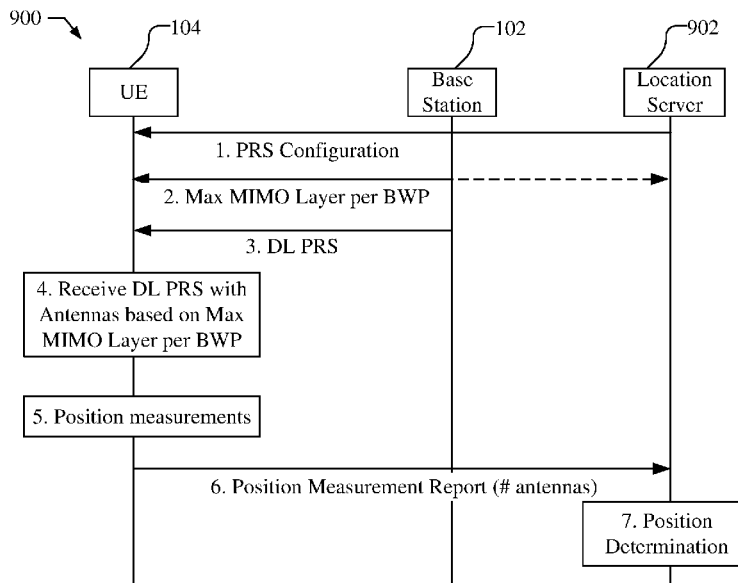 900
104
102
902
UE
Base
Station
Location
Server
1. PRS Configuration
2. Max MIMO Layer per BWP
3. DL PRS
4. Receive DL PRS with
Antennas based on Max
MIMO Layer per BWP
5. Position measurements
6. Position Measurement Report (# antennas)
7. Position
Determination